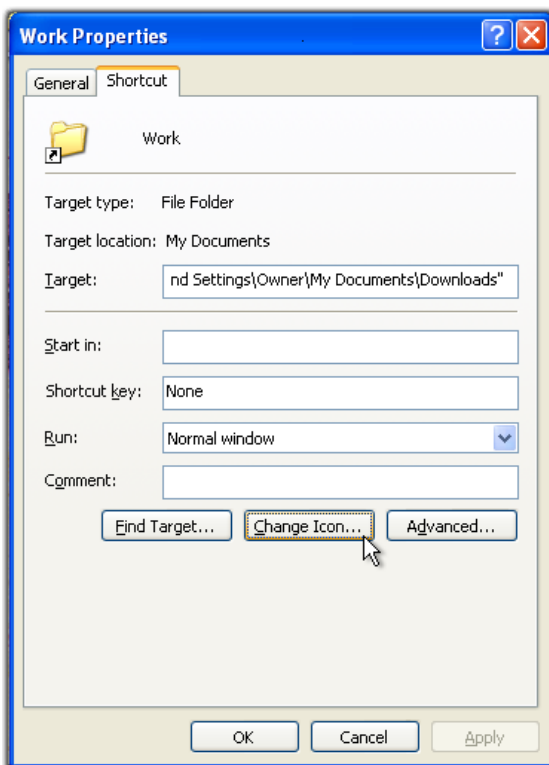 Work Properties
?
General Shortcut
Work
Target type: File Folder
Target location: My Documents
Target: nd Settings\Owner\My Documents\Downloads"
Start in:
Shortcut key: None
Run: Normal window
Comment:
Find Target... Change Icon... Advanced...
OK Cancel Apply